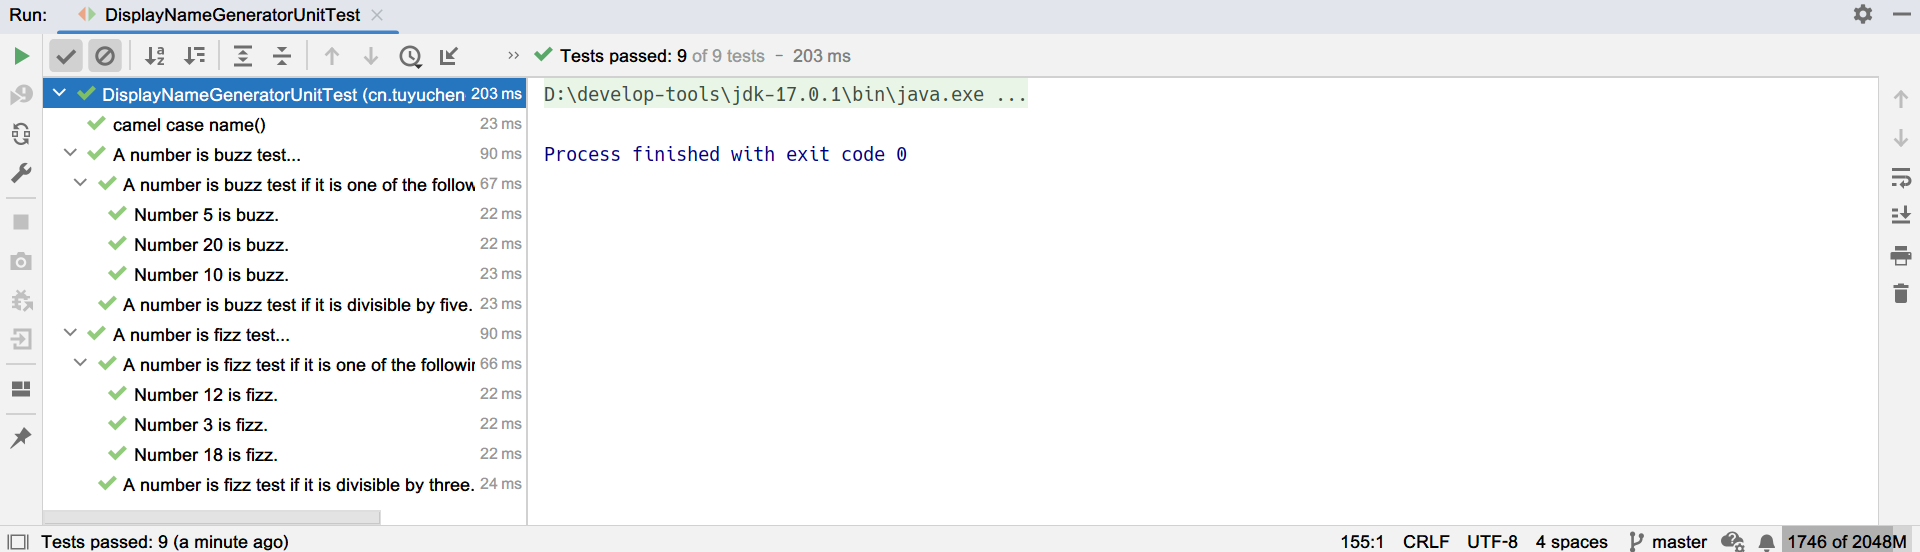 Run: DisplayNameGeneratorUnitTest
Tests passed: 9 of 9 tests – 203 ms
DisplayNameGeneratorUnitTest (cn.tuyuchen 203 ms
camel case name() 23 ms
A number is buzz test... 90 ms
A number is buzz test if it is one of the follow 67 ms
Number 5 is buzz. 22 ms
Number 20 is buzz. 22 ms
Number 10 is buzz. 23 ms
A number is buzz test if it is divisible by five. 23 ms
A number is fizz test... 90 ms
A number is fizz test if it is one of the followin 66 ms
Number 12 is fizz. 22 ms
Number 3 is fizz. 22 ms
Number 18 is fizz. 22 ms
A number is fizz test if it is divisible by three. 24 ms
D:\develop-tools\jdk-17.0.1\bin\java.exe ...
Process finished with exit code 0
Tests passed: 9 (a minute ago) 155:1 CRLF UTF-8 4 spaces master 1746 of 2048M